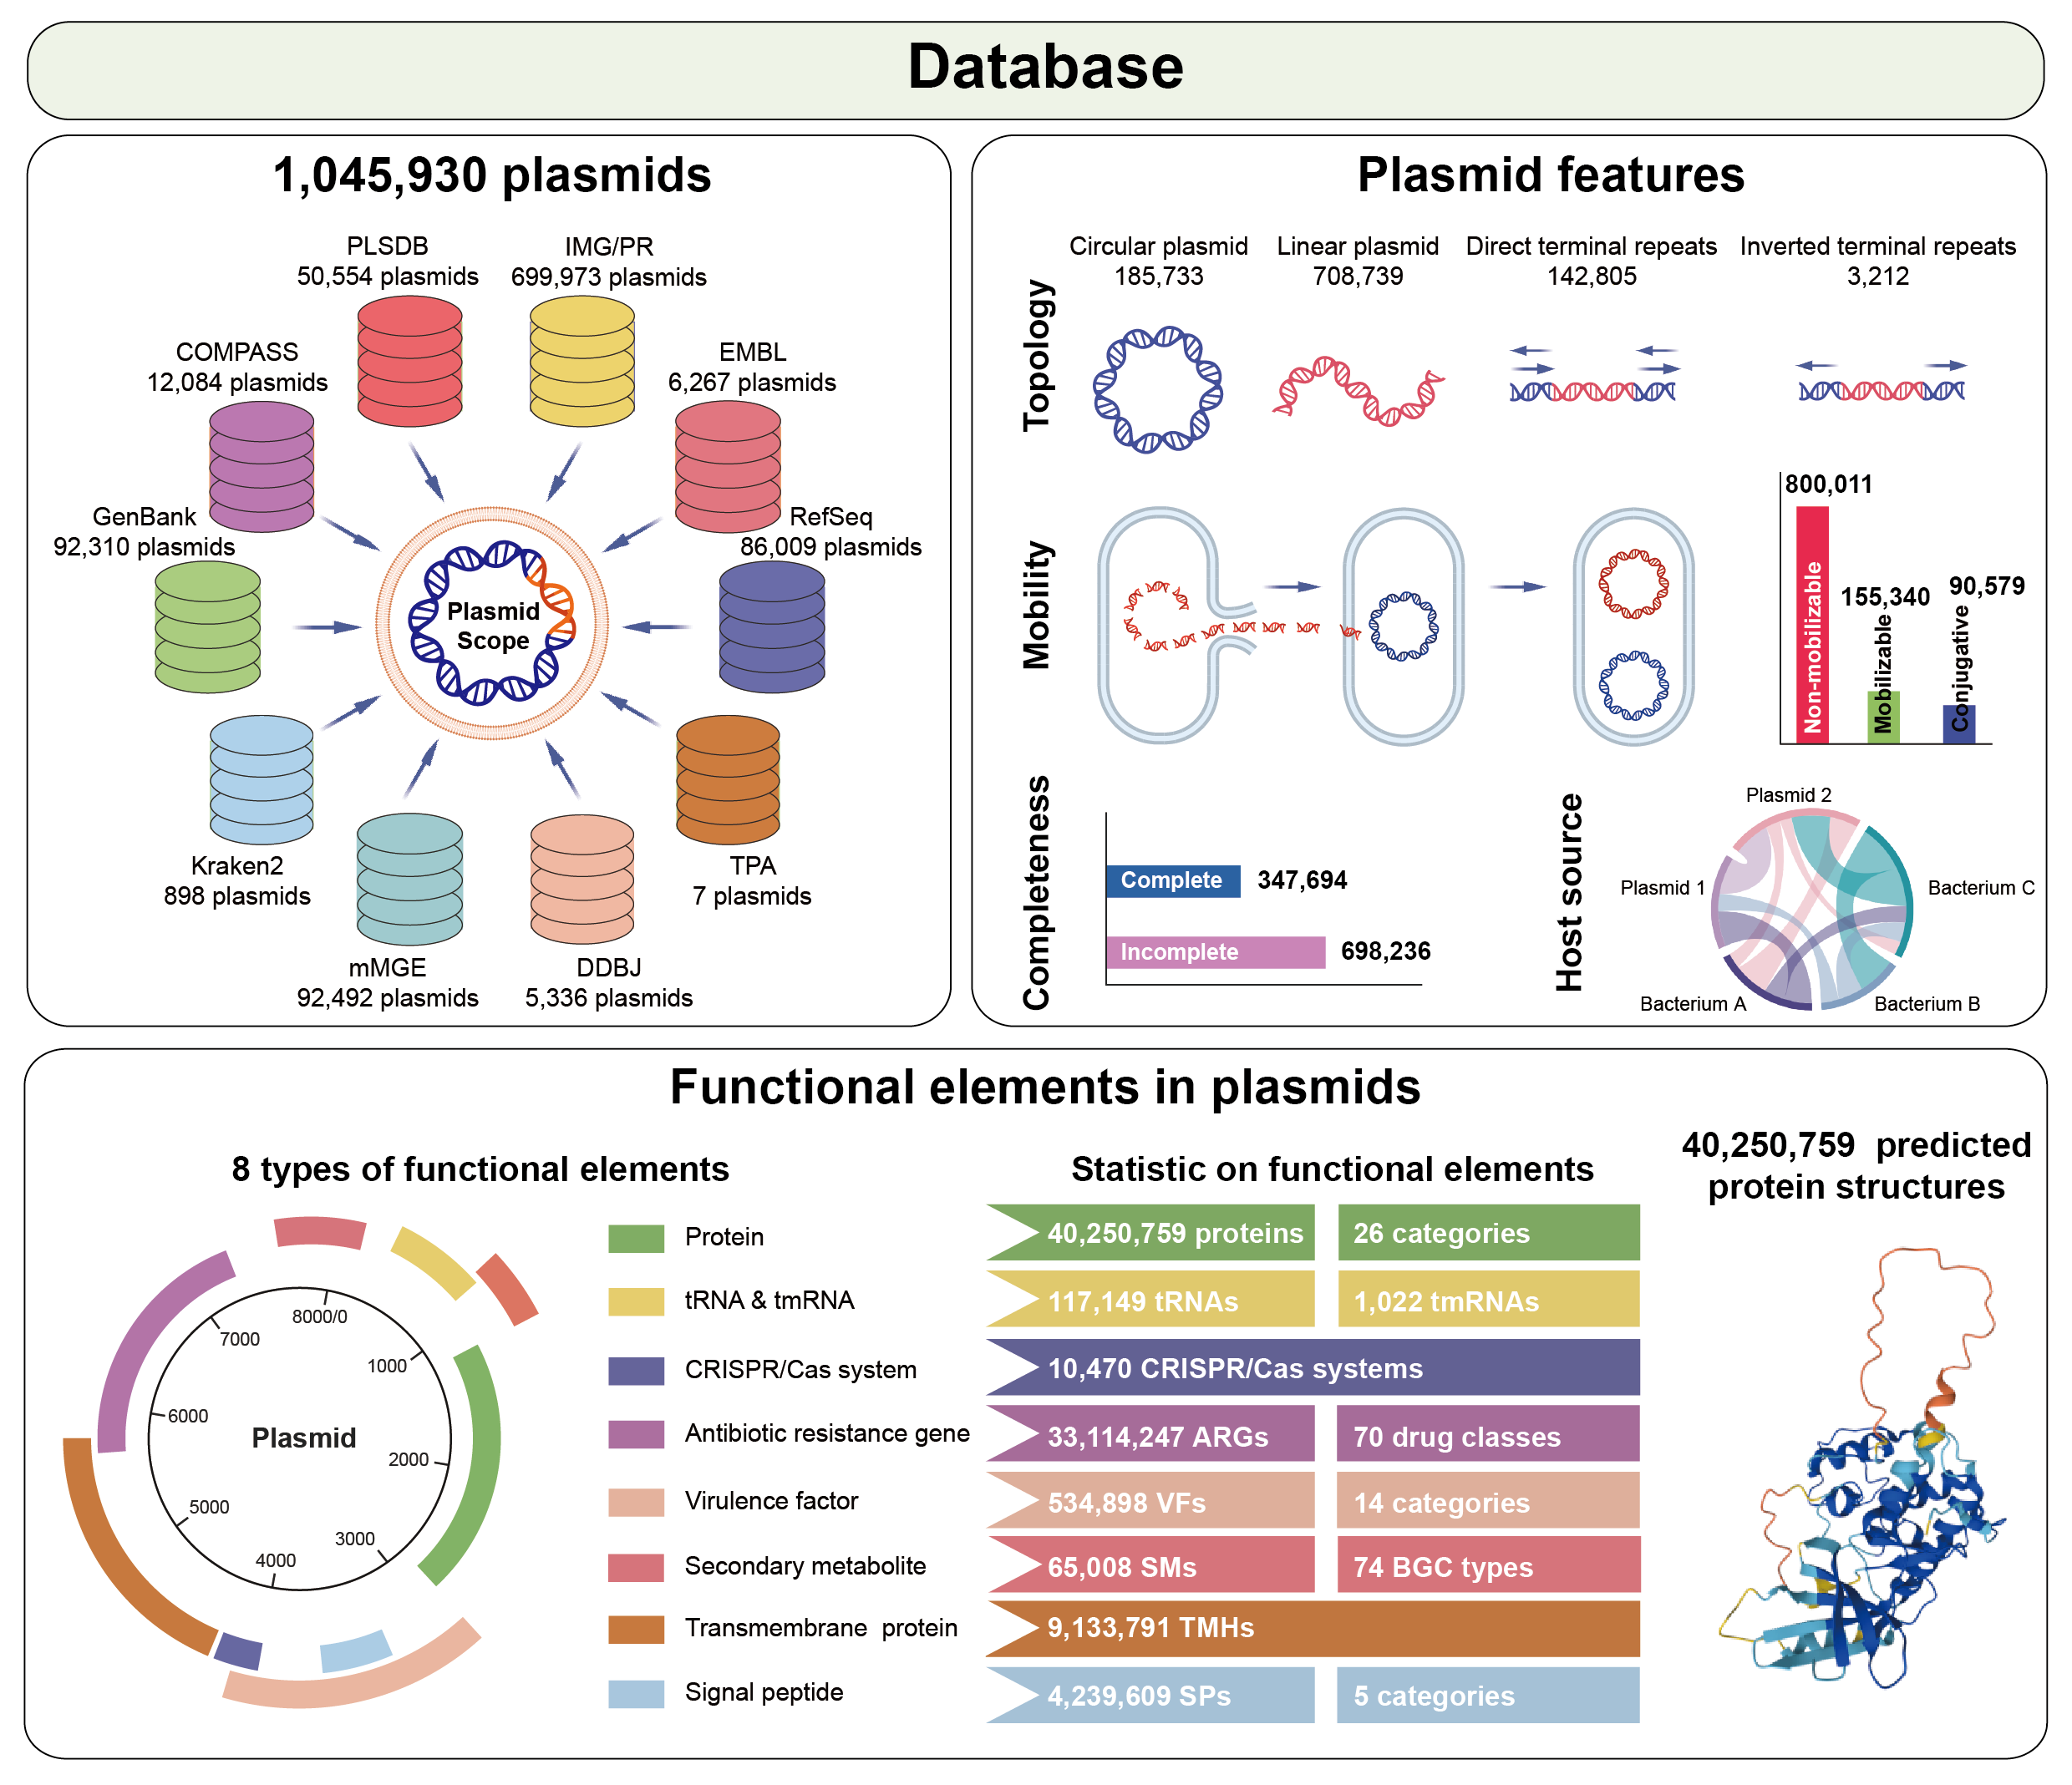 Database
1,045,930 plasmids
PLSDB
50,554 plasmids
IMG/PR
699,973 plasmids
COMPASS
12,084 plasmids
EMBL
6,267 plasmids
GenBank
92,310 plasmids
RefSeq
86,009 plasmids
Plasmid
Scope
Kraken2
898 plasmids
TPA
7 plasmids
mMGE
92,492 plasmids
DDBJ
5,336 plasmids
Plasmid features
Topology
Circular plasmid
185,733
Linear plasmid
708,739
Direct terminal repeats
142,805
Inverted terminal repeats
3,212
Mobility
800,011
Non-mobilizable
155,340
Mobilizable
90,579
Conjugative
Completeness
Complete
347,694
Incomplete
698,236
Host source
Plasmid 2
Plasmid 1
Bacterium C
Bacterium A
Bacterium B
Functional elements in plasmids
8 types of functional elements
8000/0
1000
2000
3000
4000
5000
6000
7000
Plasmid
Protein
tRNA & tmRNA
CRISPR/Cas system
Antibiotic resistance gene
Virulence factor
Secondary metabolite
Transmembrane protein
Signal peptide
Statistic on functional elements
40,250,759 proteins
26 categories
117,149 tRNAs
1,022 tmRNAs
10,470 CRISPR/Cas systems
33,114,247 ARGs
70 drug classes
534,898 VFs
14 categories
65,008 SMs
74 BGC types
9,133,791 TMHs
4,239,609 SPs
5 categories
40,250,759 predicted
protein structures